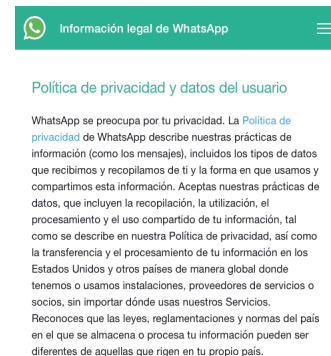 Información legal de WhatsApp
Política de privacidad y datos del usuario
WhatsApp se preocupa por tu privacidad. La Política de
privacidad de WhatsApp describe nuestras prácticas de
información (como los mensajes), incluidos los tipos de datos
que recibimos y recopilamos de ti y la forma en que usamos y
compartimos esta información. Aceptas nuestras prácticas de
datos, que incluyen la recopilación, la utilización, el
procesamiento y el uso compartido de tu información, tal
como se describe en nuestra Política de privacidad, así como
la transferencia y el procesamiento de tu información en los
Estados Unidos y otros países de manera global donde
tenemos o usamos instalaciones, proveedores de servicios o
socios, sin importar dónde usas nuestros Servicios.
Reconoces que las leyes, reglamentaciones y normas del país
en el que se almacena o procesa tu información pueden ser
diferentes de aquellas que rigen en tu propio país.